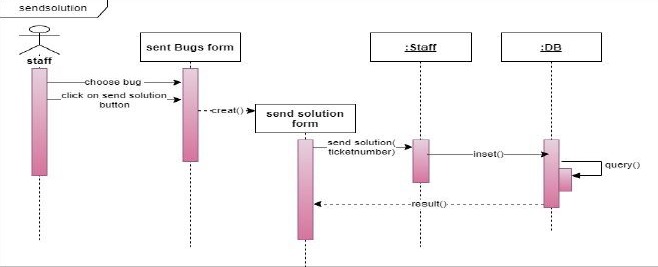 sendsolution
sent Bugs form
:Staff
:DB
staff
choose bug
click on send solution
button
creat()
send solution
form
send solution(
ticketnumber)
inset()
query()
result()